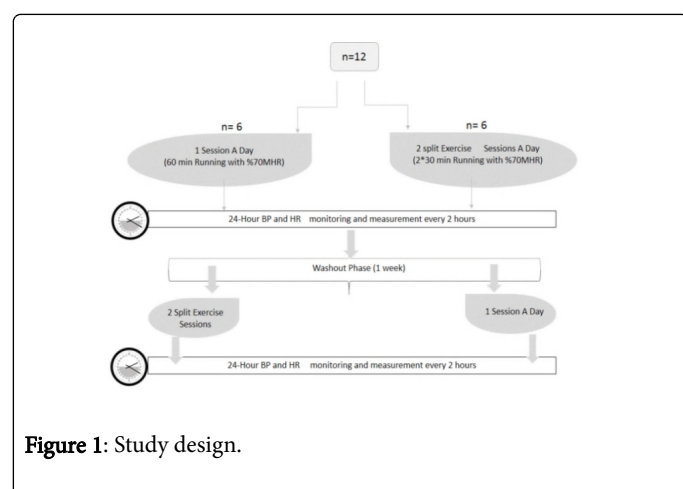 n=12
n= 6
n= 6
1 Session A Day
(60 min Running with %70MHR)
2 split Exercise Sessions A Day
(2*30 min Running with %70MHR)
24-Hour BP and HR monitoring and measurement every 2 hours
Washout Phase (1 week)
2 Split Exercise
Sessions
1 Session A Day
24-Hour BP and HR monitoring and measurement every 2 hours
Figure 1: Study design.